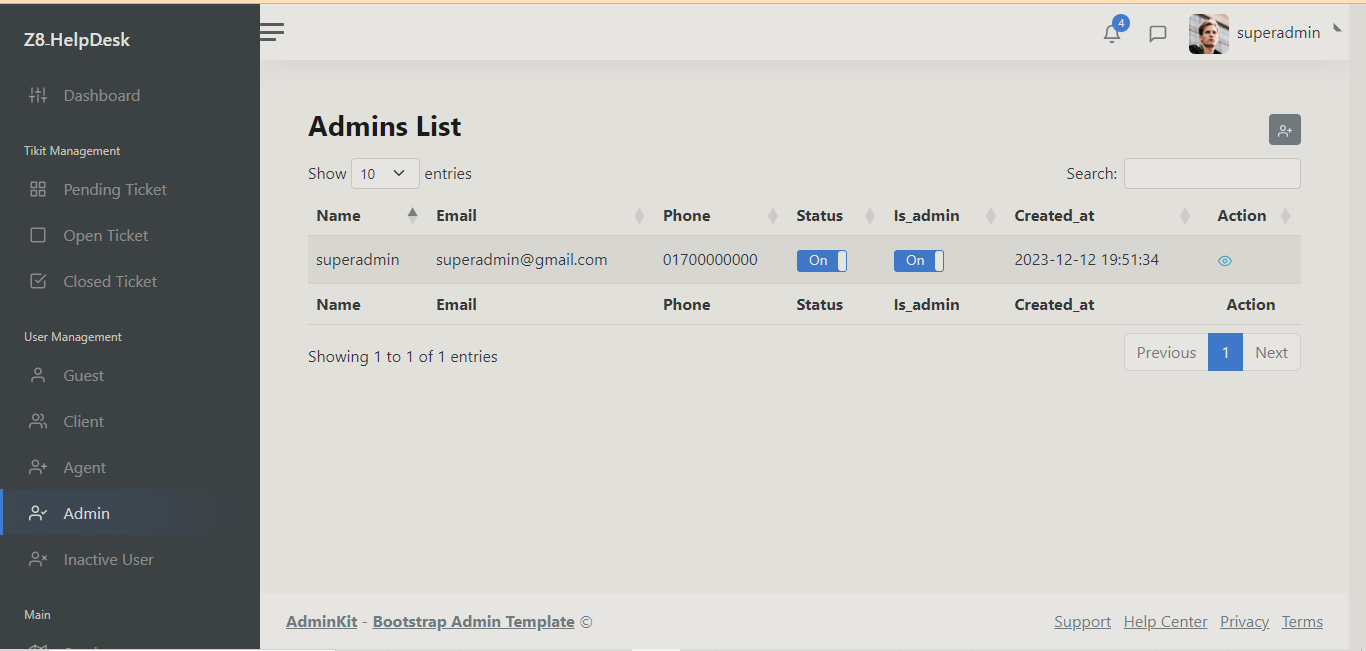 Z8_HelpDesk
4
superadmin
Dashboard
Tikit Management
Pending Ticket
Open Ticket
Closed Ticket
User Management
Guest
Client
Agent
Admin
Inactive User
Main
Admins List
Show 10 entries
Search:
Name Email Phone Status Is_admin Created_at Action
superadmin superadmin@gmail.com 01700000000 On On 2023-12-12 19:51:34
Name Email Phone Status Is_admin Created_at Action
Showing 1 to 1 of 1 entries
Previous 1 Next
AdminKit - Bootstrap Admin Template ©
Support Help Center Privacy Terms